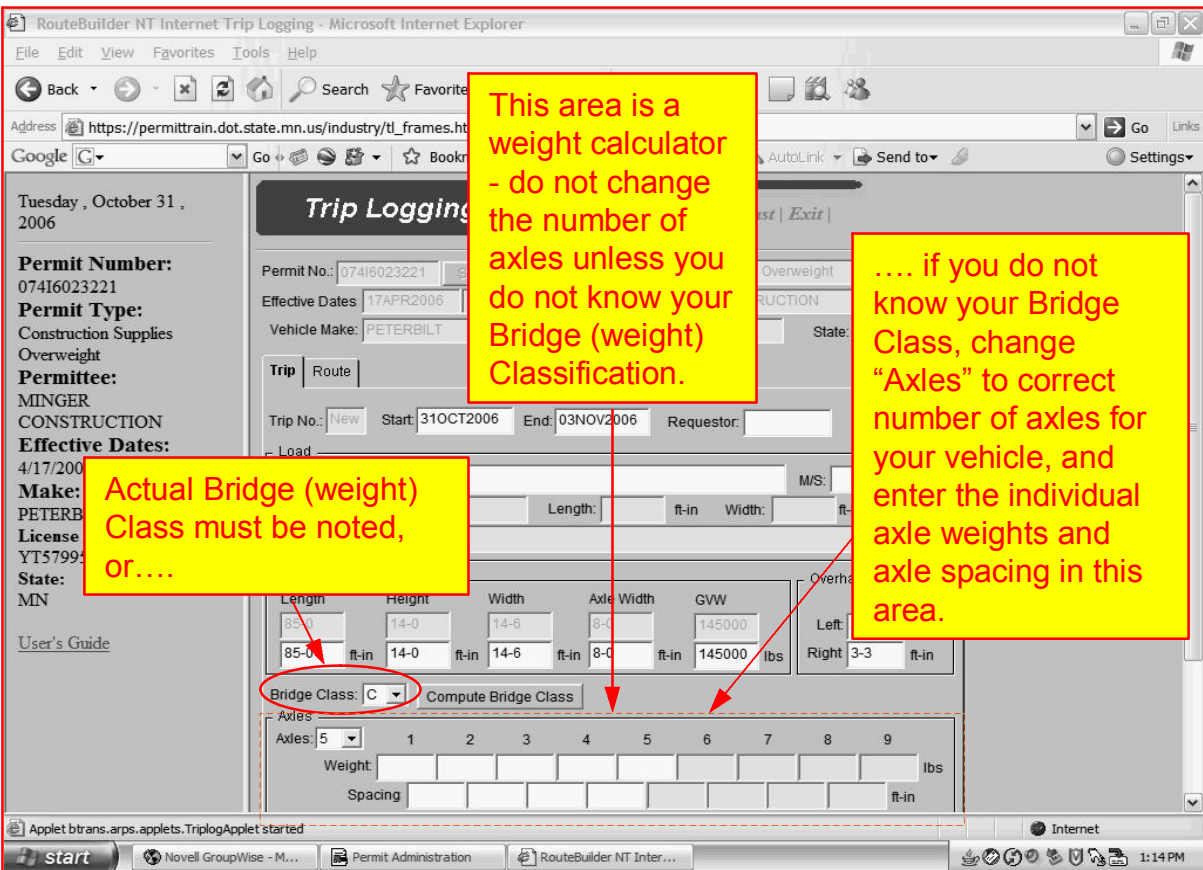 RouteBuilder NT Internet Trip Logging - Microsoft Internet Explorer
File Edit View Favorites Tools Help
Back Search Favorite
Address https://permittrain.dot.state.mn.us/industry/tl_frames.ht Go Links
Google G Go Bookr AutoLink Send to Settings
Tuesday , October 31 ,
2006
Permit Number:
074I6023221
Permit Type:
Construction Supplies
Overweight
Permittee:
MINGER
CONSTRUCTION
Effective Dates:
4/17/200
Make:
PETERB
License
YT5799
State:
MN
User's Guide
Trip Logging
| Exit |
Permit No.: 074I6023221 Overweight
Effective Dates 17APR2006
Vehicle Make: PETERBILT State:
Trip Route
Trip No.: New Start: 31OCT2006 End: 03NOV2006 Requestor:
Load
M/S:
Length: ft-in Width: ft-
Length Height Width Axle Width GVW
85-0 14-0 14-6 8-0 145000
85-0 ft-in 14-0 ft-in 14-6 ft-in 8-0 ft-in 145000 lbs
Overha
Left:
Right 3-3 ft-in
Bridge Class: C Compute Bridge Class
Axles
Axles: 5 1 2 3 4 5 6 7 8 9
Weight: lbs
Spacing ft-in
This area is a
weight calculator
- do not change
the number of
axles unless you
do not know your
Bridge (weight)
Classification.
Actual Bridge (weight)
Class must be noted,
or….
…. if you do not
know your Bridge
Class, change
“Axles” to correct
number of axles for
your vehicle, and
enter the individual
axle weights and
axle spacing in this
area.
Applet btrans.arps.applets.TriplogApplet started Internet
start Novell GroupWise - M... Permit Administration RouteBuilder NT Inter... 1:14 PM